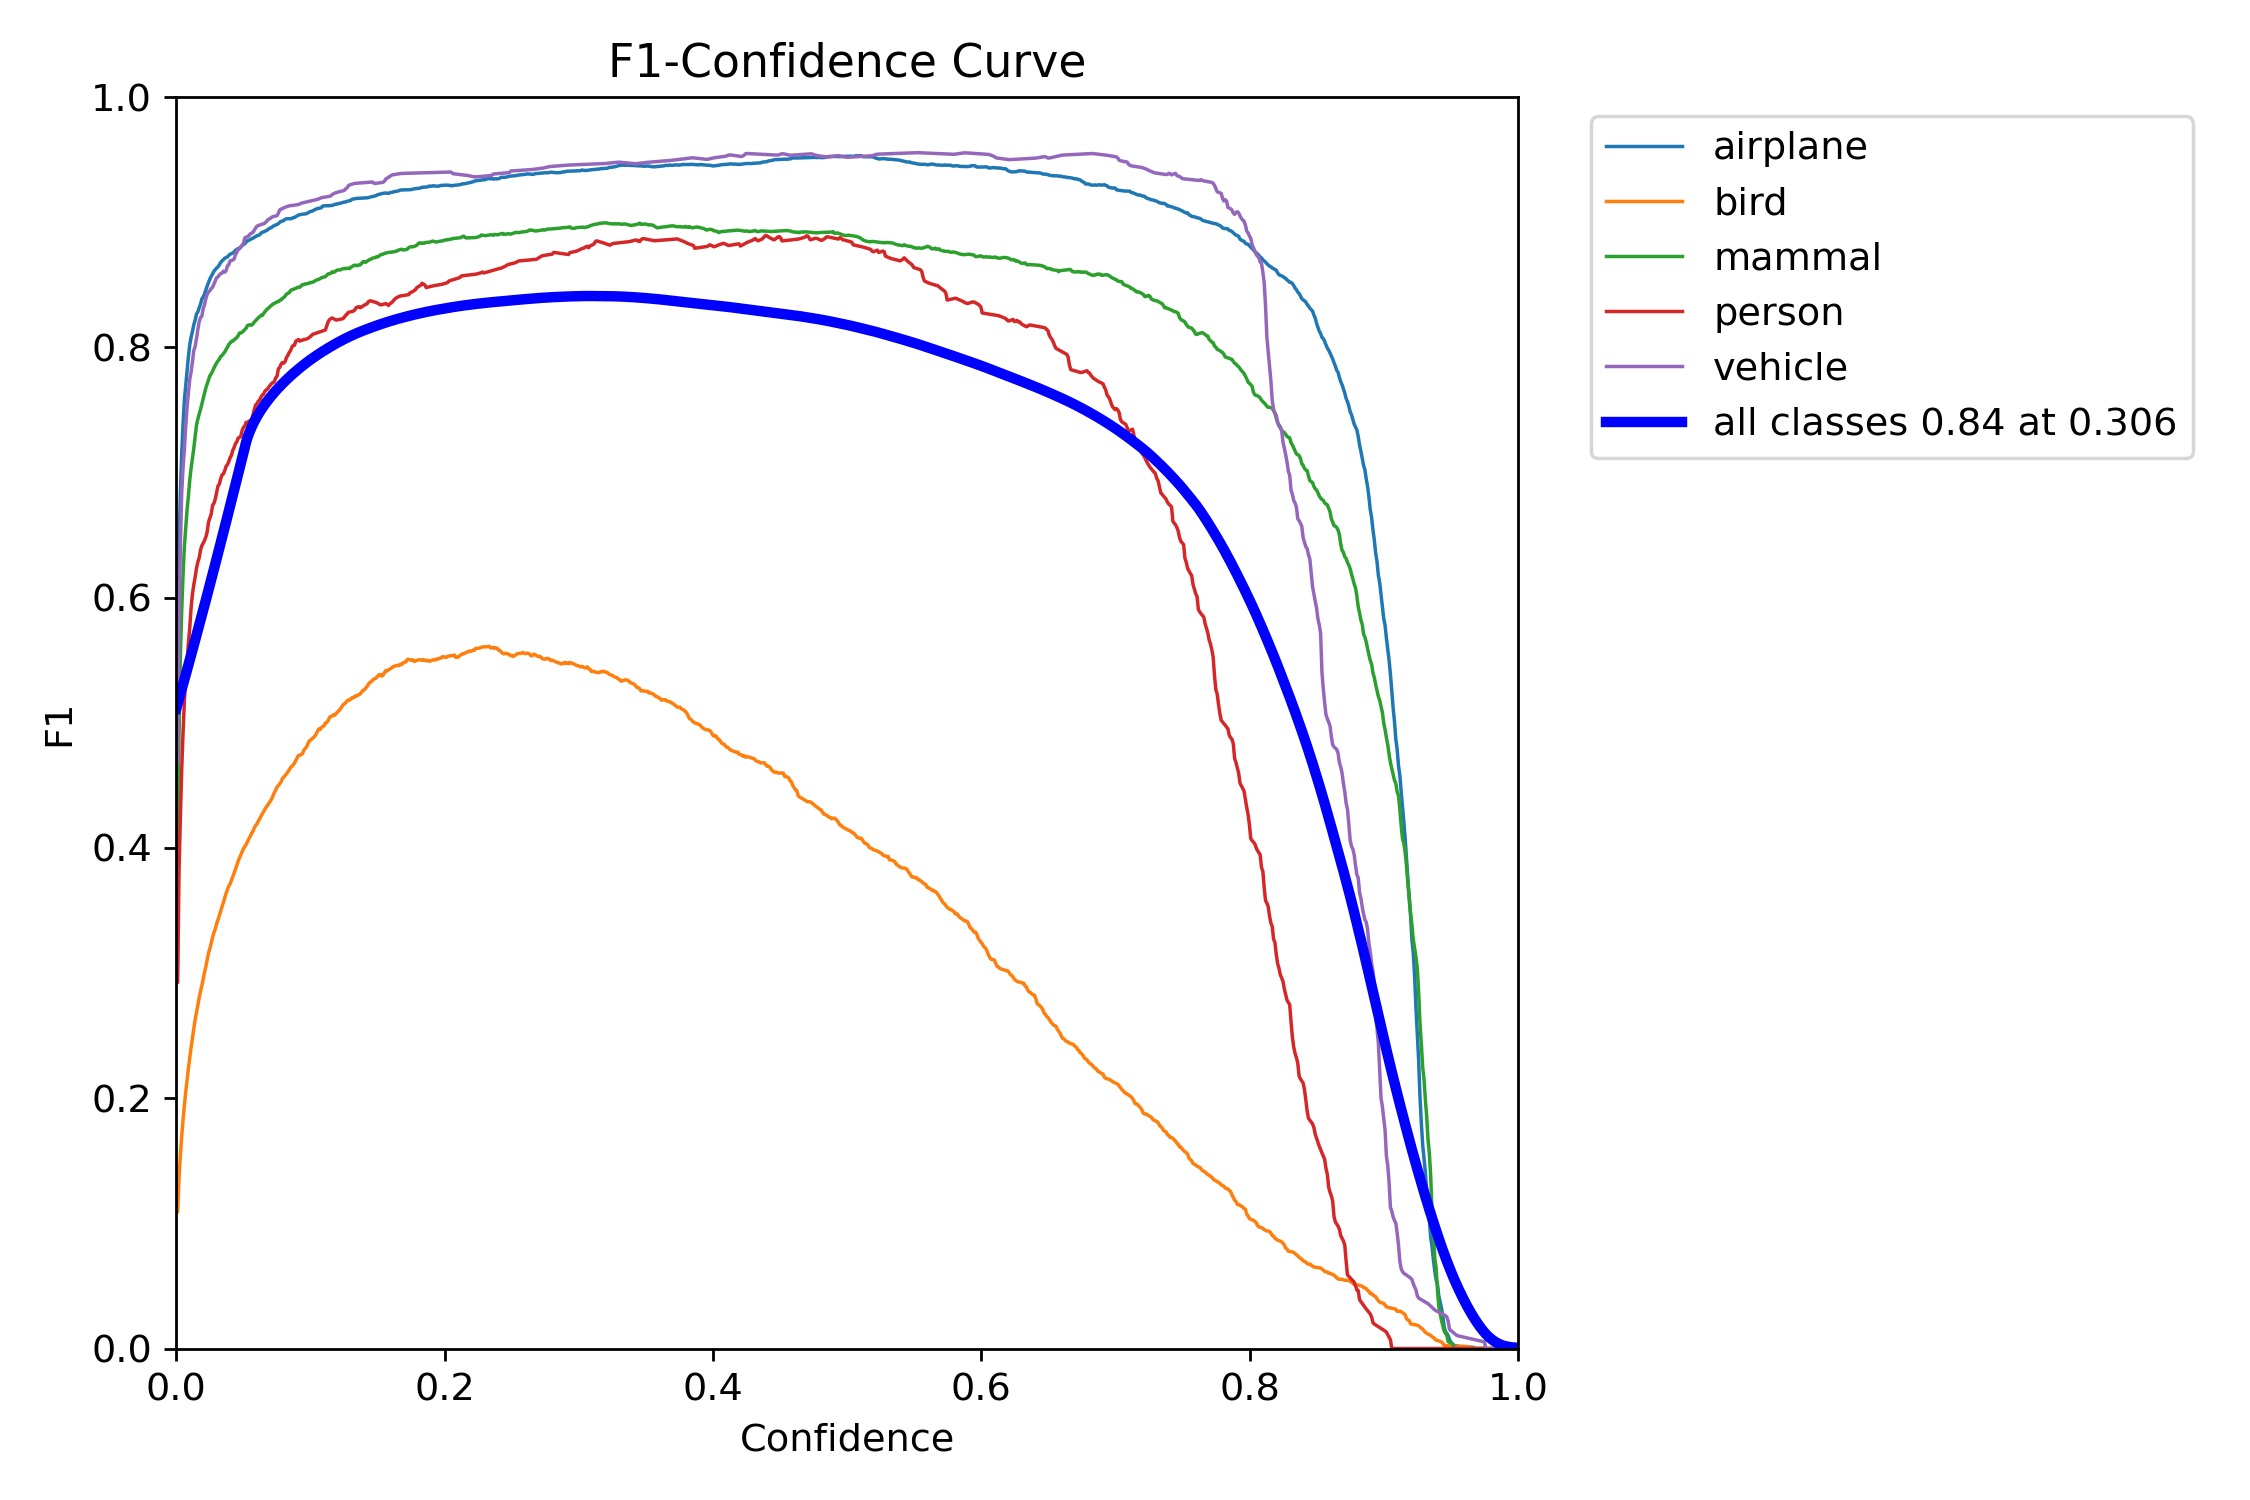 F1-Confidence Curve
1.0
0.8
0.6
0.4
0.2
0.0
F1
0.0 0.2 0.4 0.6 0.8 1.0
Confidence
airplane
bird
mammal
person
vehicle
all classes 0.84 at 0.306